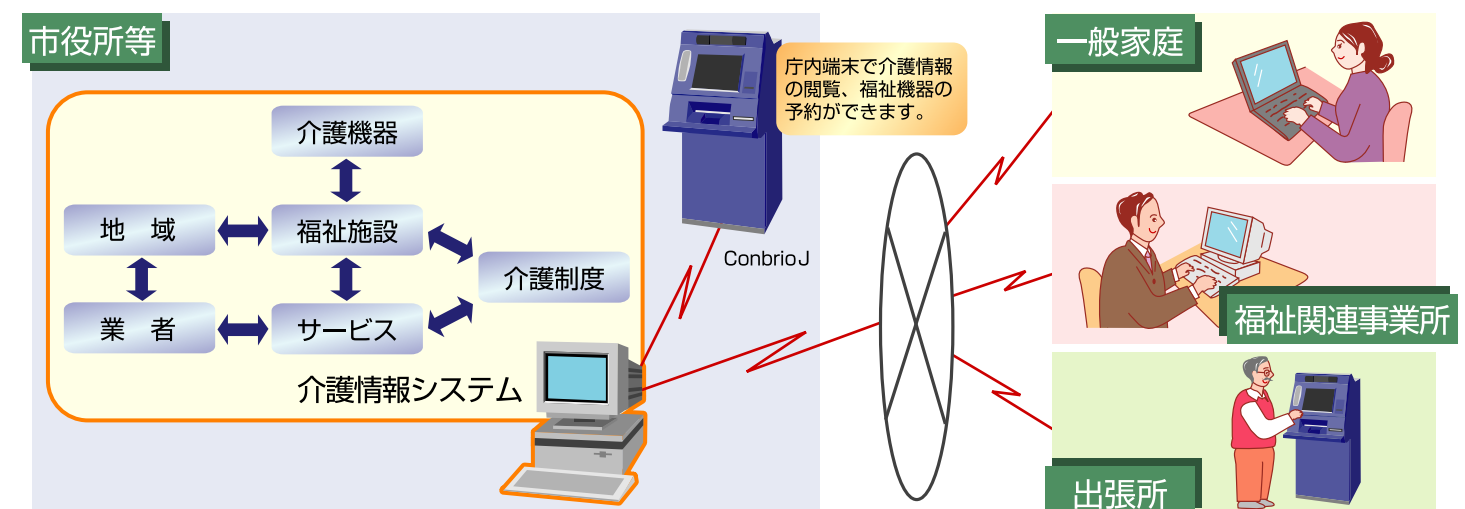 市役所等
介護機器
地　域
福祉施設
介護制度
業　者
サービス
介護情報システム
庁内端末で介護情報
の閲覧、福祉機器の
予約ができます。
ConbrioJ
一般家庭
福祉関連事業所
出張所